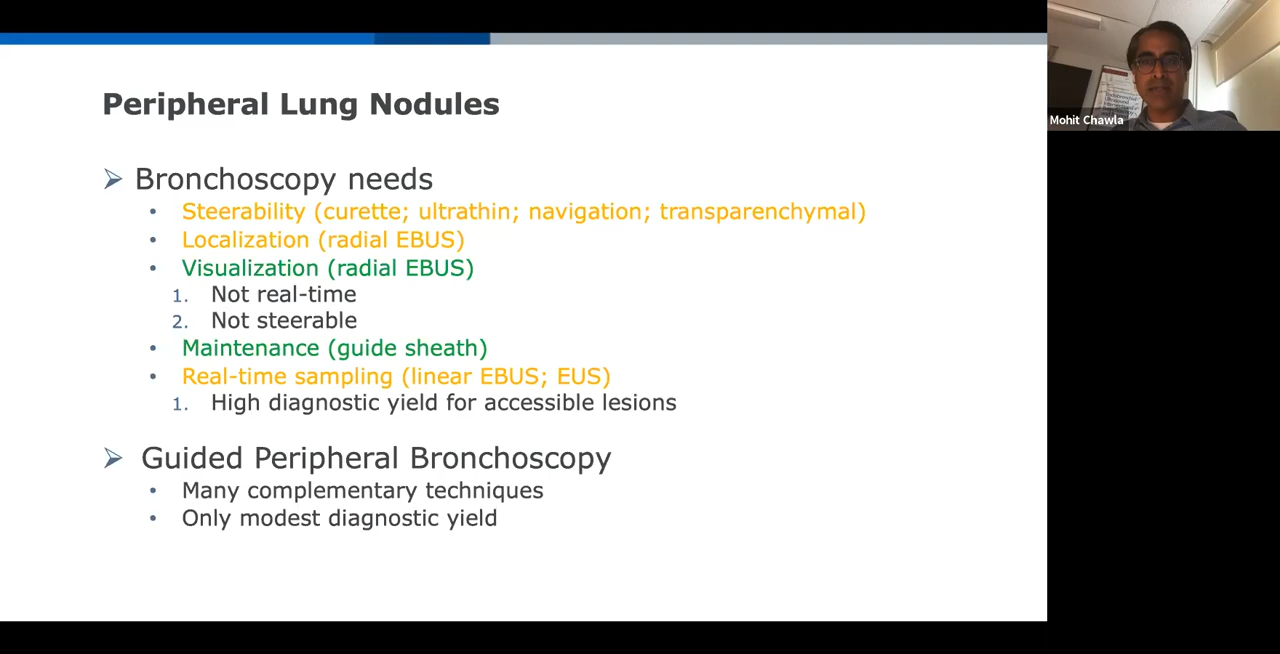 Peripheral Lung Nodules
➢ Bronchoscopy needs
• Steerability (curette; ultrathin; navigation; transparenchymal)
• Localization (radial EBUS)
• Visualization (radial EBUS)
1. Not real-time
2. Not steerable
• Maintenance (guide sheath)
• Real-time sampling (linear EBUS; EUS)
1. High diagnostic yield for accessible lesions
➢ Guided Peripheral Bronchoscopy
• Many complementary techniques
• Only modest diagnostic yield
Mohit Chawla